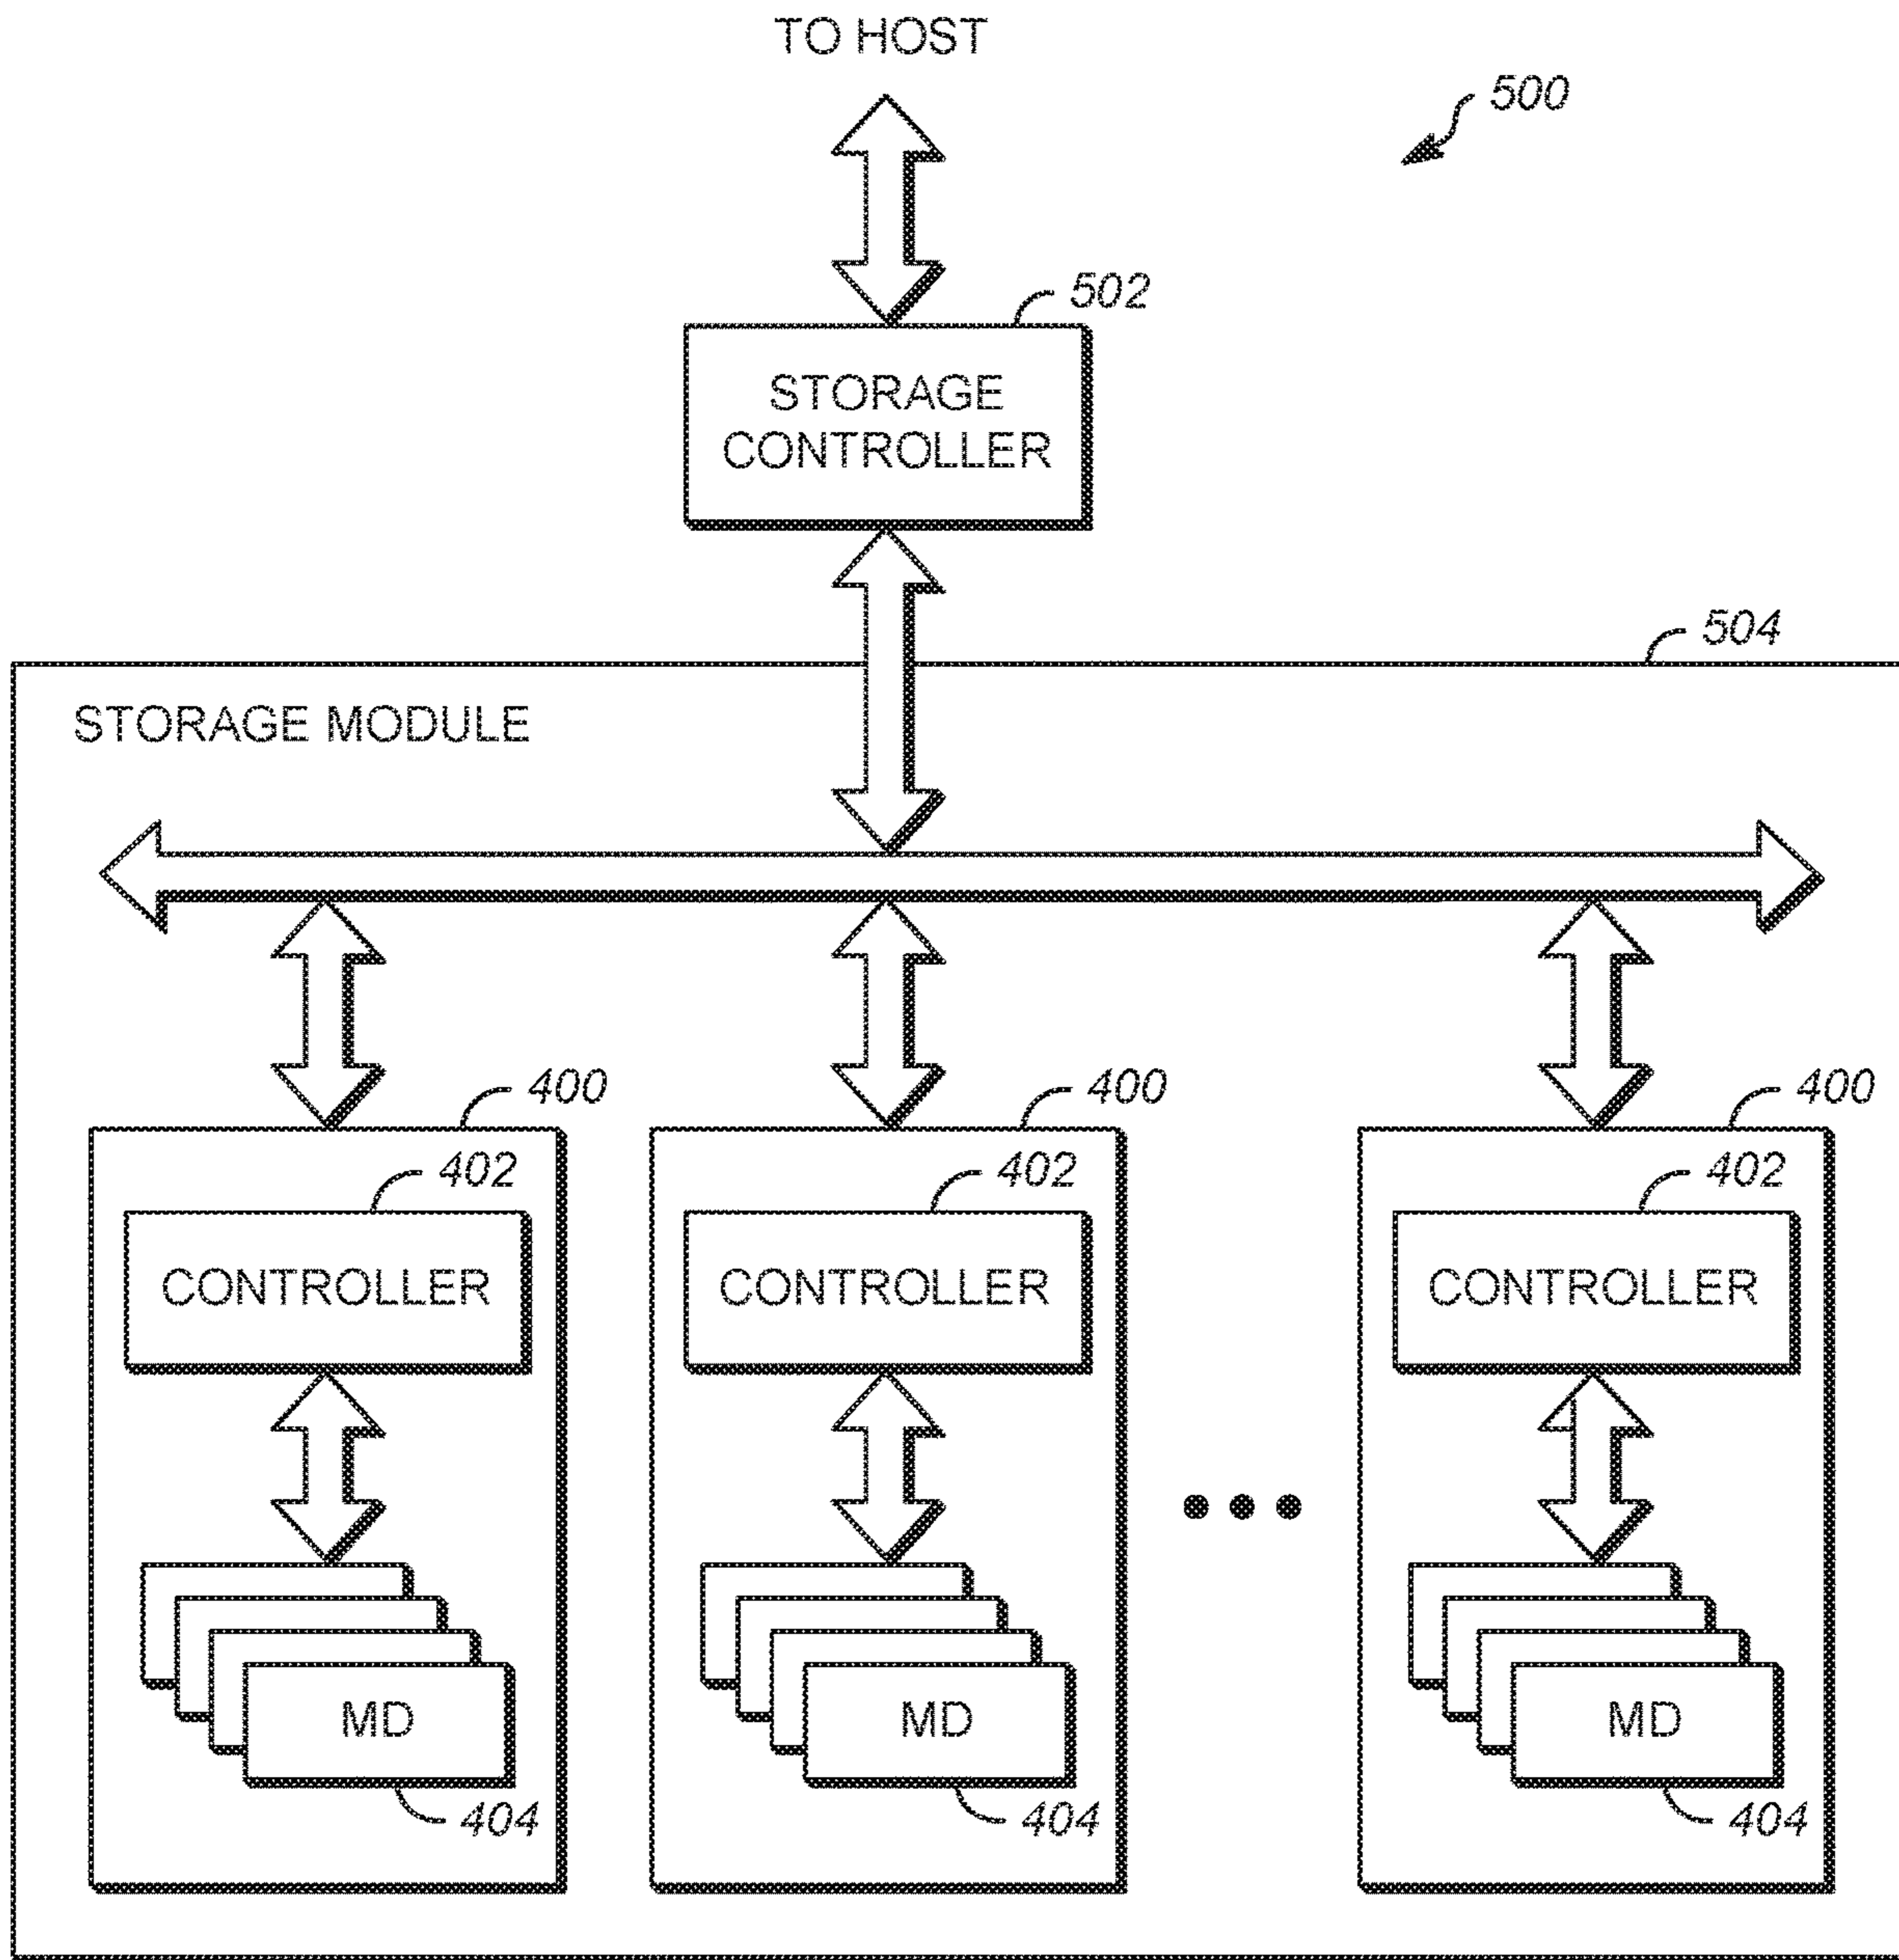 TO HOST
500
502
STORAGE
CONTROLLER
504
STORAGE MODULE
400
400
400
402
402
402
CONTROLLER
CONTROLLER
CONTROLLER
MD
MD
MD
404
404
404